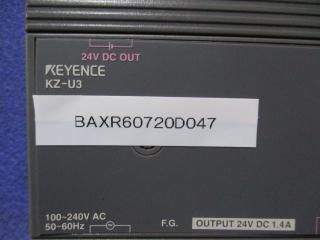 24V DC OUT
KEYENCE
KZ-U3
BAXR60720D047
100-240V AC
50-60Hz
F.G.
OUTPUT 24V DC 1.4A